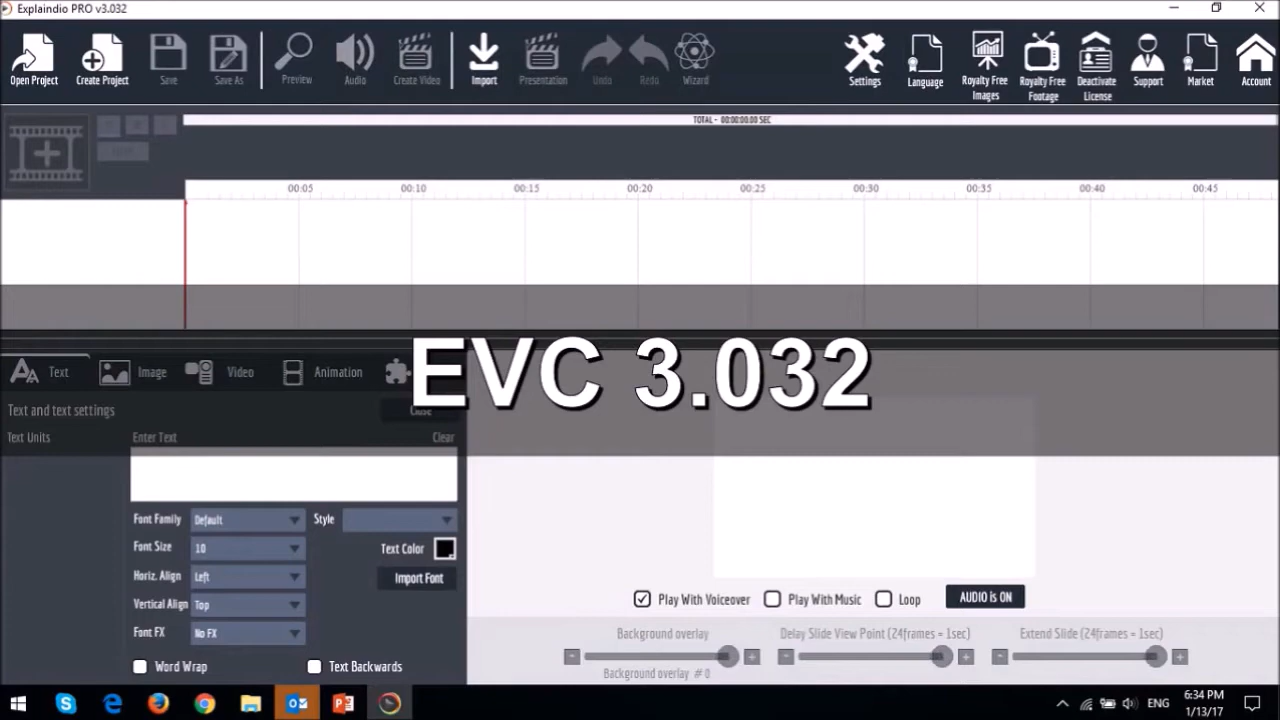 Explaindio PRO v3.032
Open Project
Create Project
Save
Save As
Preview
Audio
Create Video
Import
Presentation
Undo
Redo
Wizard
Settings
Language
Royalty Free
Images
Royalty Free
Footage
Deactivate
License
Support
Market
Account
TOTAL - 00:00:00.00 SEC
00:05 00:10 00:15 00:20 00:25 00:30 00:35 00:40 00:45
EVC 3.032
Text Image Video Animation
Text and text settings Close
Text Units Enter Text Clear
Font Family Default Style
Font Size 10 Text Color
Horiz. Align Left Import Font
Vertical Align Top
Font FX No FX
Word Wrap Text Backwards
Play With Voiceover Play With Music Loop AUDIO is ON
Background overlay Delay Slide View Point (24frames = 1sec) Extend Slide (24frames = 1sec)
- + - + - +
Background overlay # 0
ENG
6:34 PM
1/13/17